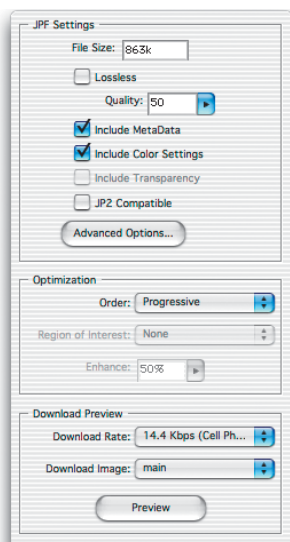 JPF Settings
File Size: 863k
Lossless
Quality: 50
Include MetaData
Include Color Settings
Include Transparency
JP2 Compatible
Advanced Options...
Optimization
Order: Progressive
Region of Interest: None
Enhance: 50%
Download Preview
Download Rate: 14.4 Kbps (Cell Ph...
Download Image: main
Preview